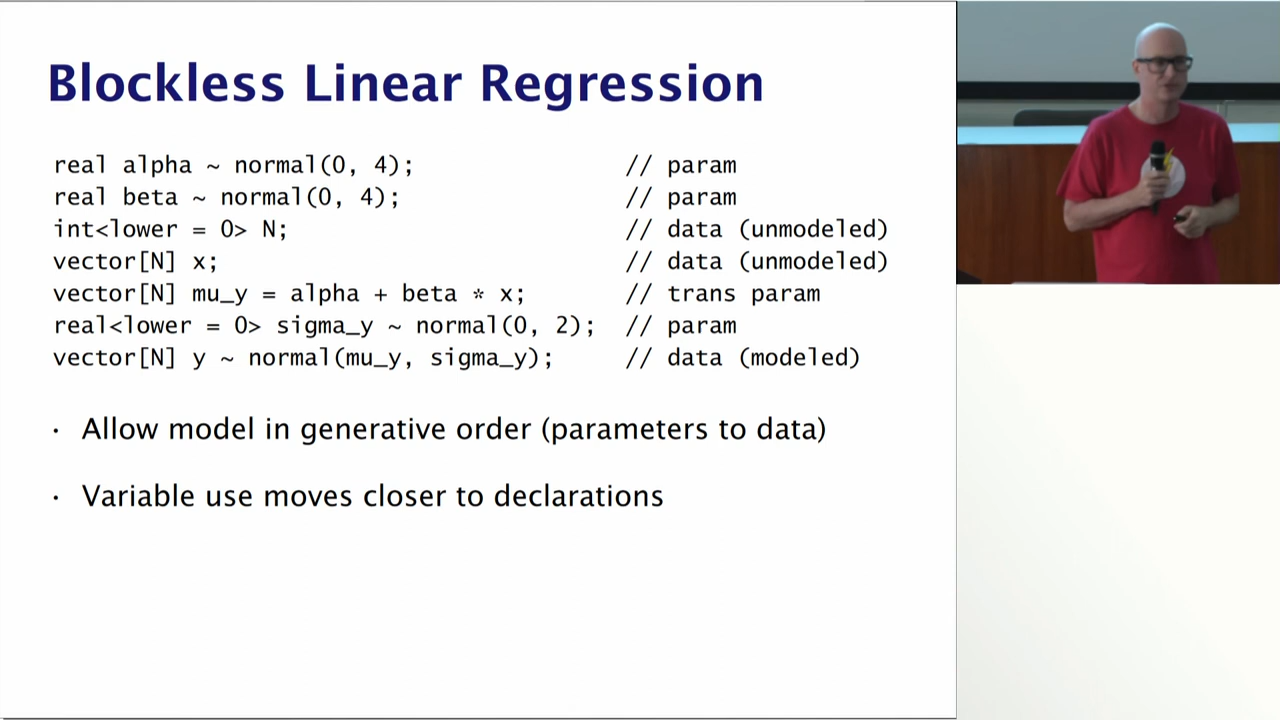 Blockless Linear Regression
real alpha ~ normal(0, 4); // param
real beta ~ normal(0, 4); // param
int<lower = 0> N; // data (unmodeled)
vector[N] x; // data (unmodeled)
vector[N] mu_y = alpha + beta * x; // trans param
real<lower = 0> sigma_y ~ normal(0, 2); // param
vector[N] y ~ normal(mu_y, sigma_y); // data (modeled)
· Allow model in generative order (parameters to data)
· Variable use moves closer to declarations